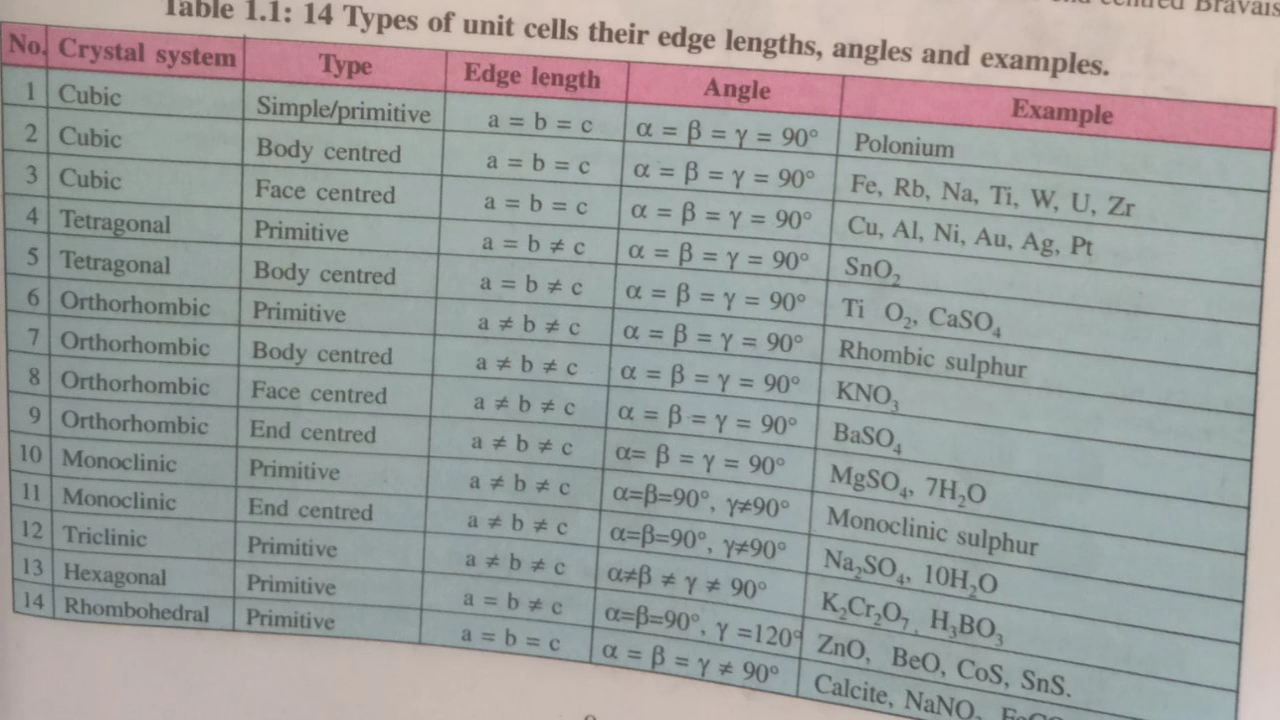 centred Bravais
Table 1.1: 14 Types of unit cells their edge lengths, angles and examples.
No. Crystal system Type Edge length Angle Example
1 Cubic Simple/primitive a = b = c α = β = γ = 90° Polonium
2 Cubic Body centred a = b = c α = β = γ = 90° Fe, Rb, Na, Ti, W, U, Zr
3 Cubic Face centred a = b = c α = β = γ = 90° Cu, Al, Ni, Au, Ag, Pt
4 Tetragonal Primitive a = b ≠ c α = β = γ = 90° SnO₂
5 Tetragonal Body centred a = b ≠ c α = β = γ = 90° Ti O₂, CaSO₄
6 Orthorhombic Primitive a ≠ b ≠ c α = β = γ = 90° Rhombic sulphur
7 Orthorhombic Body centred a ≠ b ≠ c α = β = γ = 90° KNO₃
8 Orthorhombic Face centred a ≠ b ≠ c α = β = γ = 90° BaSO₄
9 Orthorhombic End centred a ≠ b ≠ c α= β = γ = 90° MgSO₄, 7H₂O
10 Monoclinic Primitive a ≠ b ≠ c α=β=90°, γ≠90° Monoclinic sulphur
11 Monoclinic End centred a ≠ b ≠ c α=β=90°, γ≠90° Na₂SO₄, 10H₂O
12 Triclinic Primitive a ≠ b ≠ c α≠β ≠ γ ≠ 90° K₂Cr₂O₇, H₃BO₃
13 Hexagonal Primitive a = b ≠ c α=β=90°, γ =120° ZnO, BeO, CoS, SnS.
14 Rhombohedral Primitive a = b = c α = β = γ ≠ 90° Calcite, NaNO₃